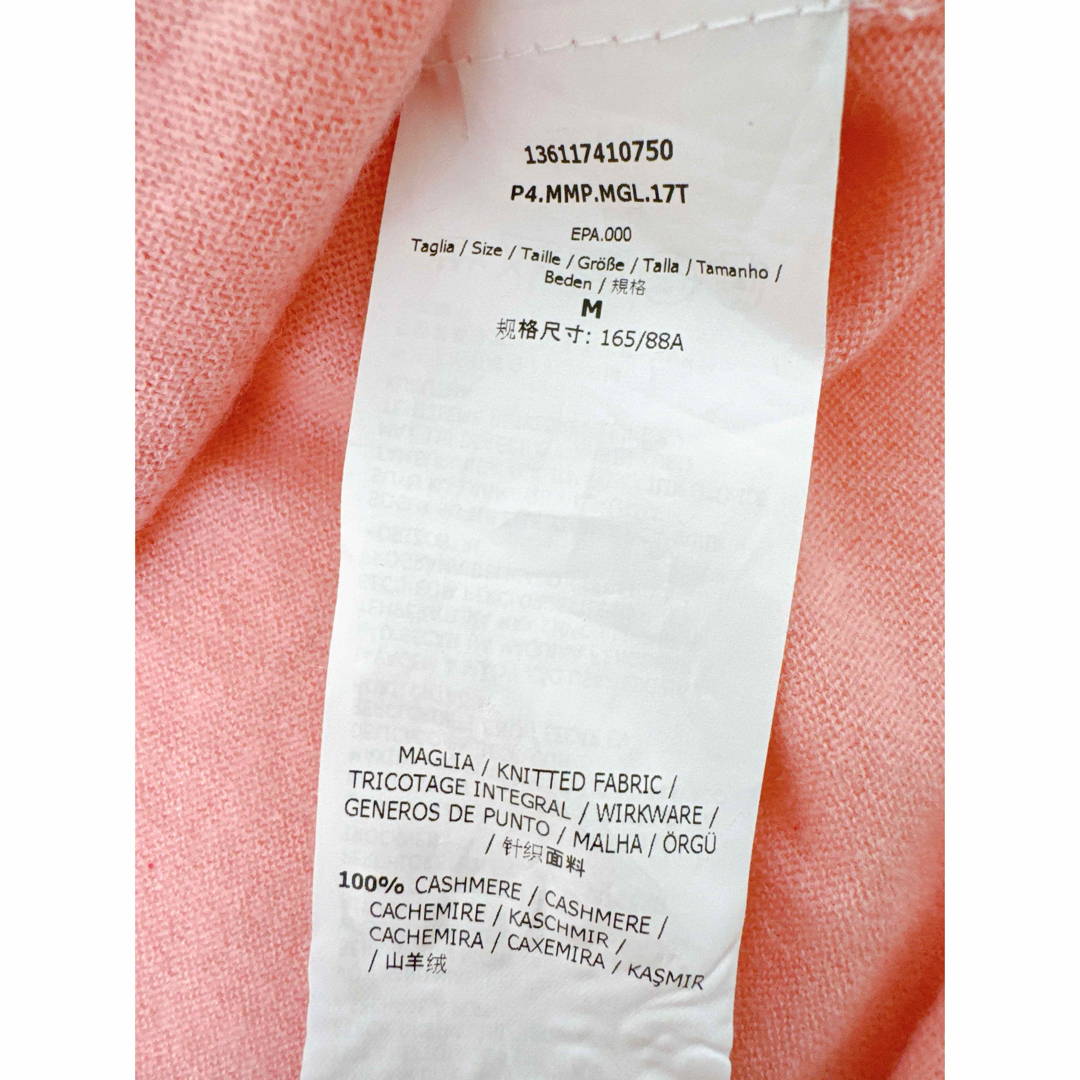 136117410750
P4.MMP.MGL.17T
EPA.000
Taglia / Size / Taille / Größe / Talla / Tamanho /
Beden / 規格
M
规格尺寸: 165/88A
MAGLIA / KNITTED FABRIC /
TRICOTAGE INTEGRAL / WIRKWARE /
GENEROS DE PUNTO / MALHA / ÖRGÜ
/ 针织面料
100% CASHMERE / CASHMERE /
CACHEMIRE / KASCHMIR /
CACHEMIRA / CAXEMIRA / KAŞMIR
/ 山羊绒